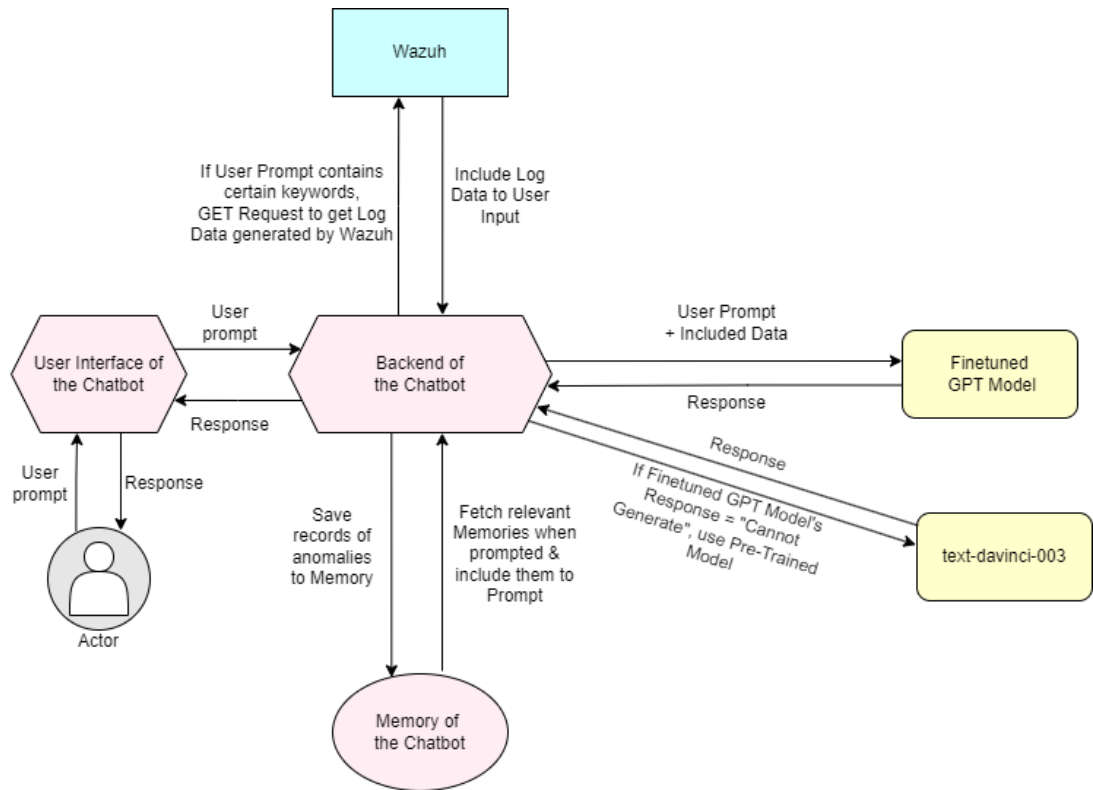 Wazuh
If User Prompt contains
certain keywords,
GET Request to get Log
Data generated by Wazuh
Include Log
Data to User
Input
User
prompt
User Prompt
+ Included Data
User Interface of
the Chatbot
Backend of
the Chatbot
Finetuned
GPT Model
Response
Response
Response
If Finetuned GPT Model's
Response = "Cannot
Generate", use Pre-Trained
Model
User
prompt
Response
Save
records of
anomalies
to Memory
Fetch relevant
Memories when
prompted &
include them to
Prompt
text-davinci-003
Actor
Memory of
the Chatbot